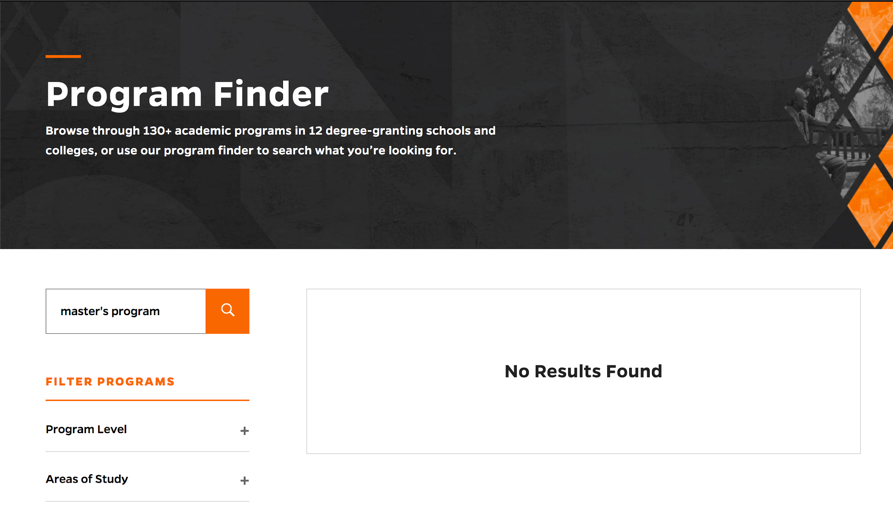 Program Finder
Browse through 130+ academic programs in 12 degree-granting schools and
colleges, or use our program finder to search what you’re looking for.
master's program
FILTER PROGRAMS
Program Level +
Areas of Study +
No Results Found